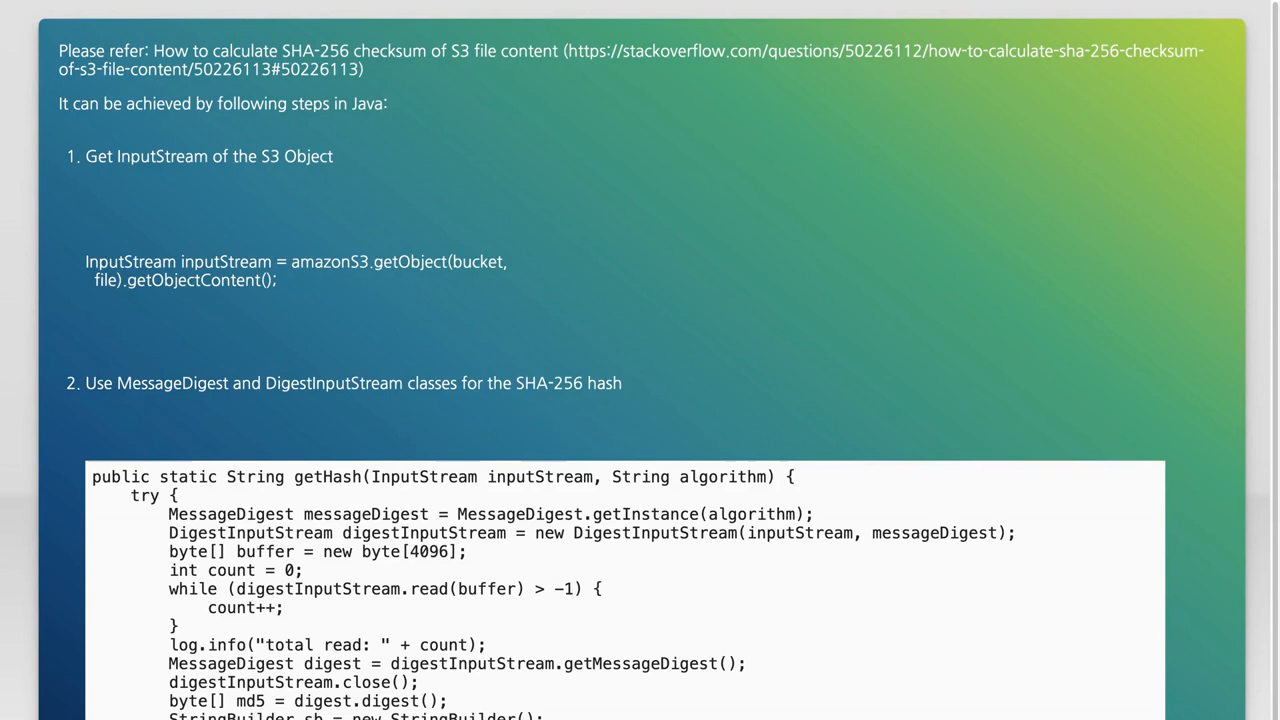 Please refer: How to calculate SHA-256 checksum of S3 file content (https://stackoverflow.com/questions/50226112/how-to-calculate-sha-256-checksum-
of-s3-file-content/50226113#50226113)
It can be achieved by following steps in Java:
1. Get InputStream of the S3 Object
InputStream inputStream = amazonS3.getObject(bucket,
file).getObjectContent();
2. Use MessageDigest and DigestInputStream classes for the SHA-256 hash
public static String getHash(InputStream inputStream, String algorithm) {
    try {
        MessageDigest messageDigest = MessageDigest.getInstance(algorithm);
        DigestInputStream digestInputStream = new DigestInputStream(inputStream, messageDigest);
        byte[] buffer = new byte[4096];
        int count = 0;
        while (digestInputStream.read(buffer) > -1) {
            count++;
        }
        log.info("total read: " + count);
        MessageDigest digest = digestInputStream.getMessageDigest();
        digestInputStream.close();
        byte[] md5 = digest.digest();
        StringBuilder sb = new StringBuilder();